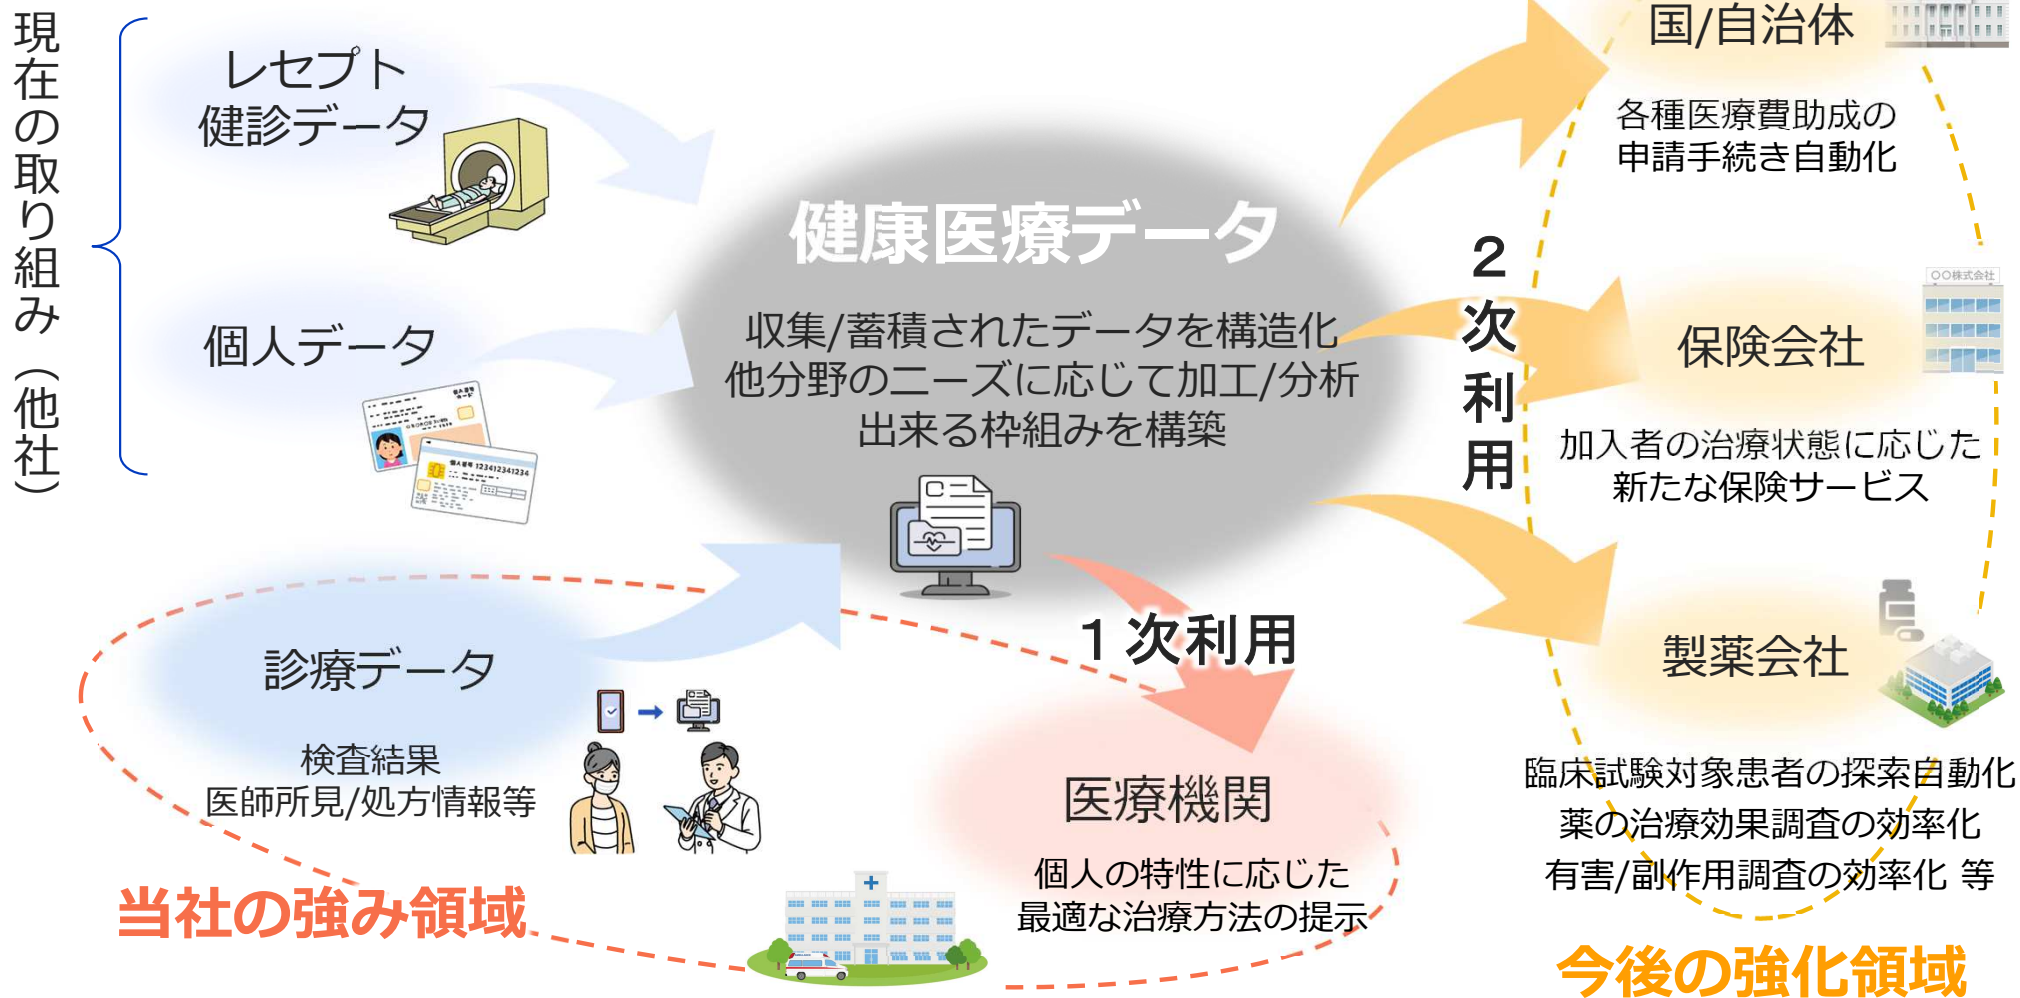 現在の取り組み（他社）
レセプト
健診データ
個人データ
個人番号 123412341234
診療データ
検査結果
医師所見/処方情報等
当社の強み領域
健康医療データ
収集/蓄積されたデータを構造化
他分野のニーズに応じて加工/分析
出来る枠組みを構築
１次利用
医療機関
個人の特性に応じた
最適な治療方法の提示
２次利用
国/自治体
各種医療費助成の
申請手続き自動化
〇〇株式会社
保険会社
加入者の治療状態に応じた
新たな保険サービス
製薬会社
臨床試験対象患者の探索自動化
薬の治療効果調査の効率化
有害/副作用調査の効率化 等
今後の強化領域